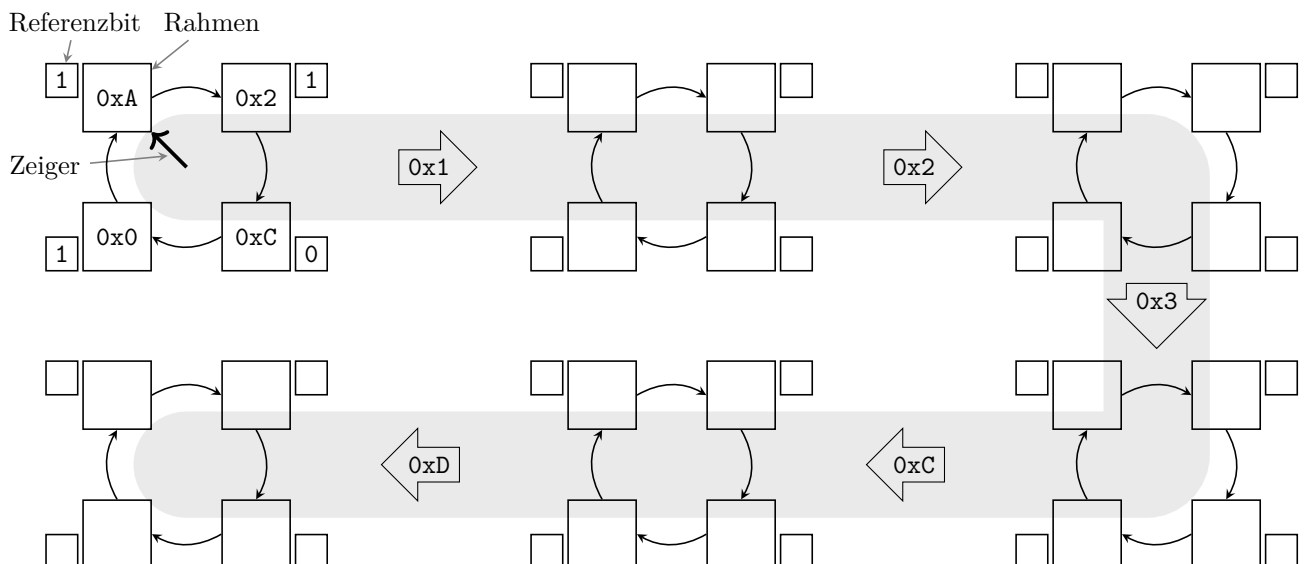 Referenzbit Rahmen
1 0xA 0x2 1
Zeiger 0x1 0x2
1 0x0 0xC 0
0x3
0xD 0xC